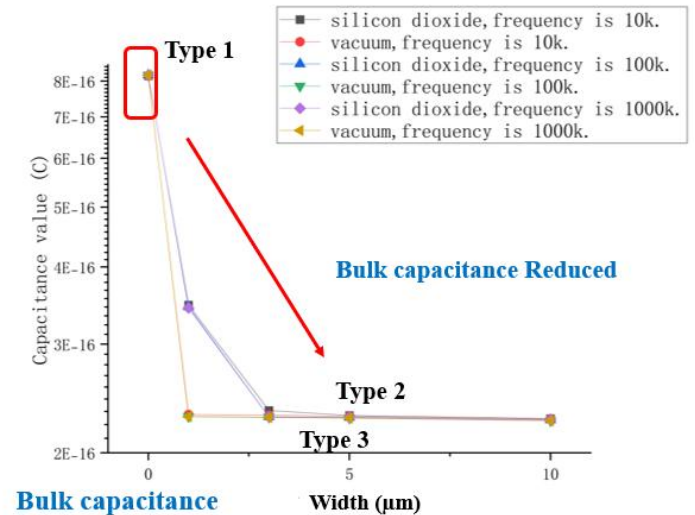 Type 1
silicon dioxide,frequency is 10k.
vacuum,frequency is 10k.
silicon dioxide,frequency is 100k.
vacuum,frequency is 100k.
silicon dioxide,frequency is 1000k.
vacuum,frequency is 1000k.
8E-16
7E-16
6E-16
5E-16
4E-16
3E-16
2E-16
Capacitance value (C)
Bulk capacitance Reduced
Type 2
Type 3
0
5
10
Bulk capacitance
Width (μm)